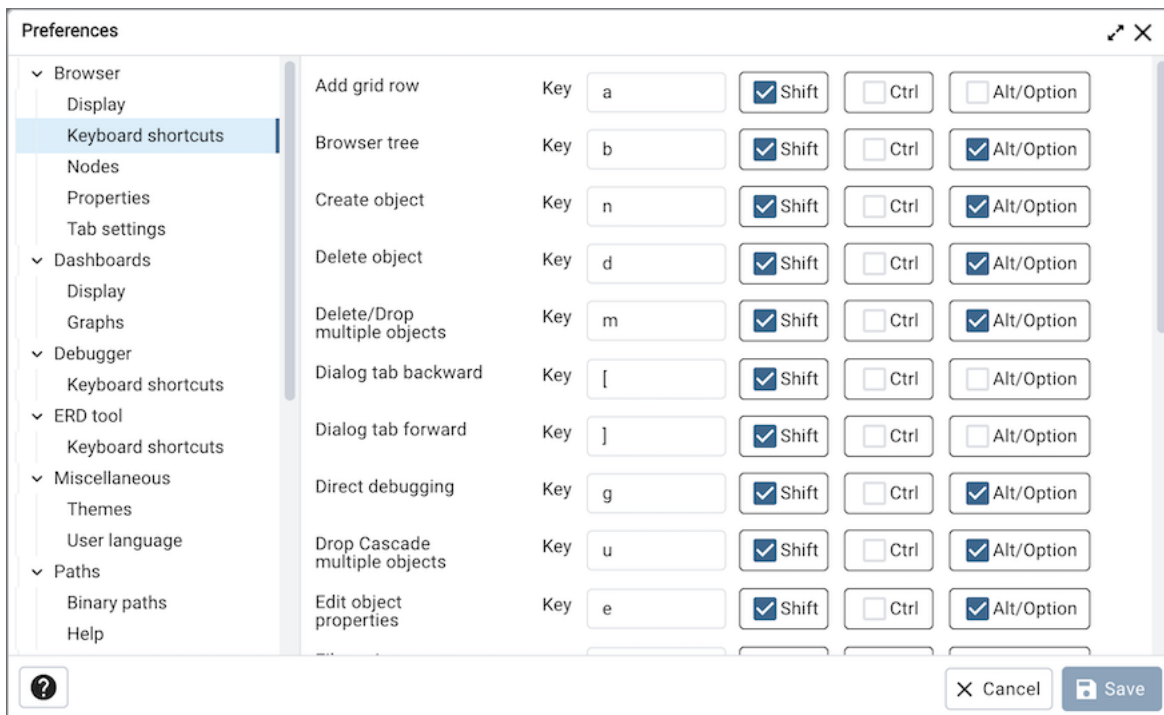 Preferences
Browser
Display
Keyboard shortcuts
Nodes
Properties
Tab settings
Dashboards
Display
Graphs
Debugger
Keyboard shortcuts
ERD tool
Keyboard shortcuts
Miscellaneous
Themes
User language
Paths
Binary paths
Help
Add grid row Key a Shift Ctrl Alt/Option
Browser tree Key b Shift Ctrl Alt/Option
Create object Key n Shift Ctrl Alt/Option
Delete object Key d Shift Ctrl Alt/Option
Delete/Drop
multiple objects Key m Shift Ctrl Alt/Option
Dialog tab backward Key [ Shift Ctrl Alt/Option
Dialog tab forward Key ] Shift Ctrl Alt/Option
Direct debugging Key g Shift Ctrl Alt/Option
Drop Cascade
multiple objects Key u Shift Ctrl Alt/Option
Edit object
properties Key e Shift Ctrl Alt/Option
? Cancel Save